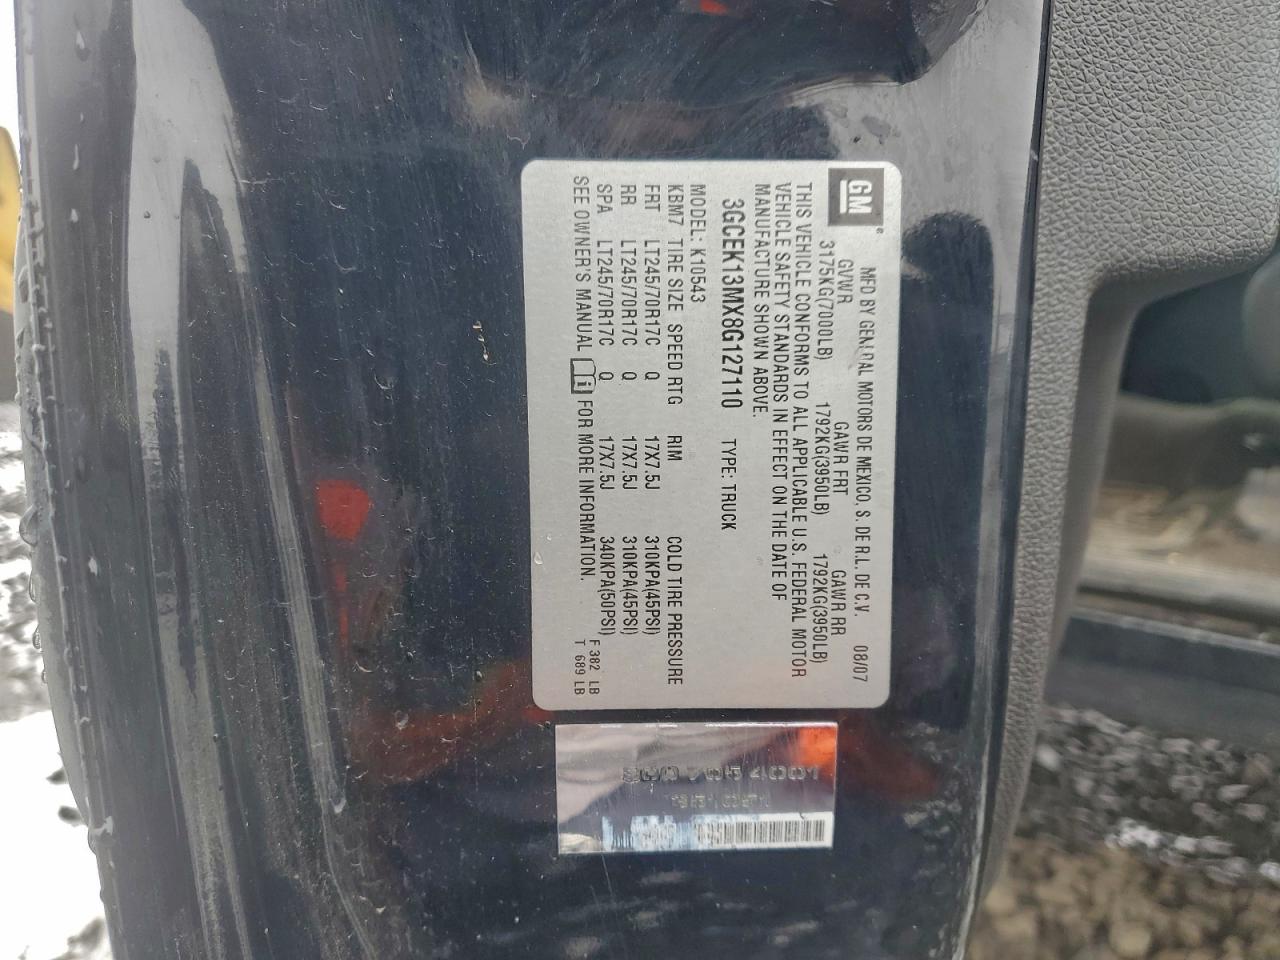 GM
MFD BY GENERAL MOTORS DE MEXICO, S. DE R.L. DE C.V. 08/07
GVWR GAWR FRT GAWR RR
3175KG(7000LB) 1792KG(3950LB) 1792KG(3950LB)
THIS VEHICLE CONFORMS TO ALL APPLICABLE U.S. FEDERAL MOTOR
VEHICLE SAFETY STANDARDS IN EFFECT ON THE DATE OF
MANUFACTURE SHOWN ABOVE.
3GCEK13MX8G127110 TYPE: TRUCK
MODEL: K10543
KBM7 TIRE SIZE SPEED RTG RIM COLD TIRE PRESSURE
FRT LT245/70R17C Q 17X7.5J 310KPA(45PSI)
RR LT245/70R17C Q 17X7.5J 310KPA(45PSI)
SPA LT245/70R17C Q 17X7.5J 340KPA(50PSI)
F 382 LB
SEE OWNER'S MANUAL i FOR MORE INFORMATION.
T 689 LB